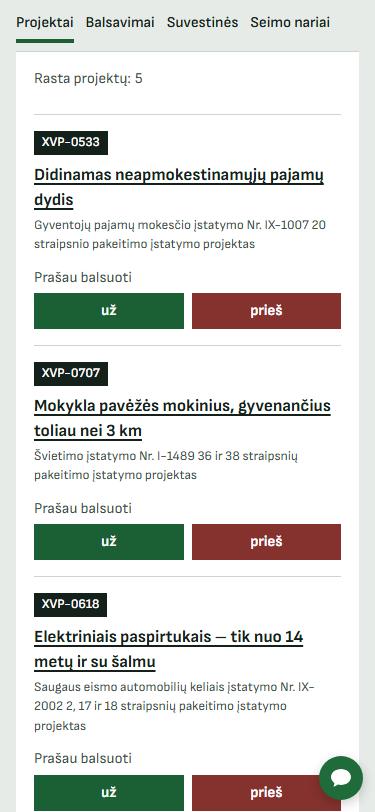 Projektai Balsavimai Suvestinės Seimo nariai
Rasta projektų: 5
XVP-0533
Didinamas neapmokestinamųjų pajamų
dydis
Gyventojų pajamų mokesčio įstatymo Nr. IX-1007 20
straipsnio pakeitimo įstatymo projektas
Prašau balsuoti
už prieš
XVP-0707
Mokykla pavėžės mokinius, gyvenančius
toliau nei 3 km
Švietimo įstatymo Nr. I-1489 36 ir 38 straipsnių
pakeitimo įstatymo projektas
Prašau balsuoti
už prieš
XVP-0618
Elektriniais paspirtukais – tik nuo 14
metų ir su šalmu
Saugaus eismo automobilių keliais įstatymo Nr. IX-
2002 2, 17 ir 18 straipsnių pakeitimo įstatymo
projektas
Prašau balsuoti
už prieš